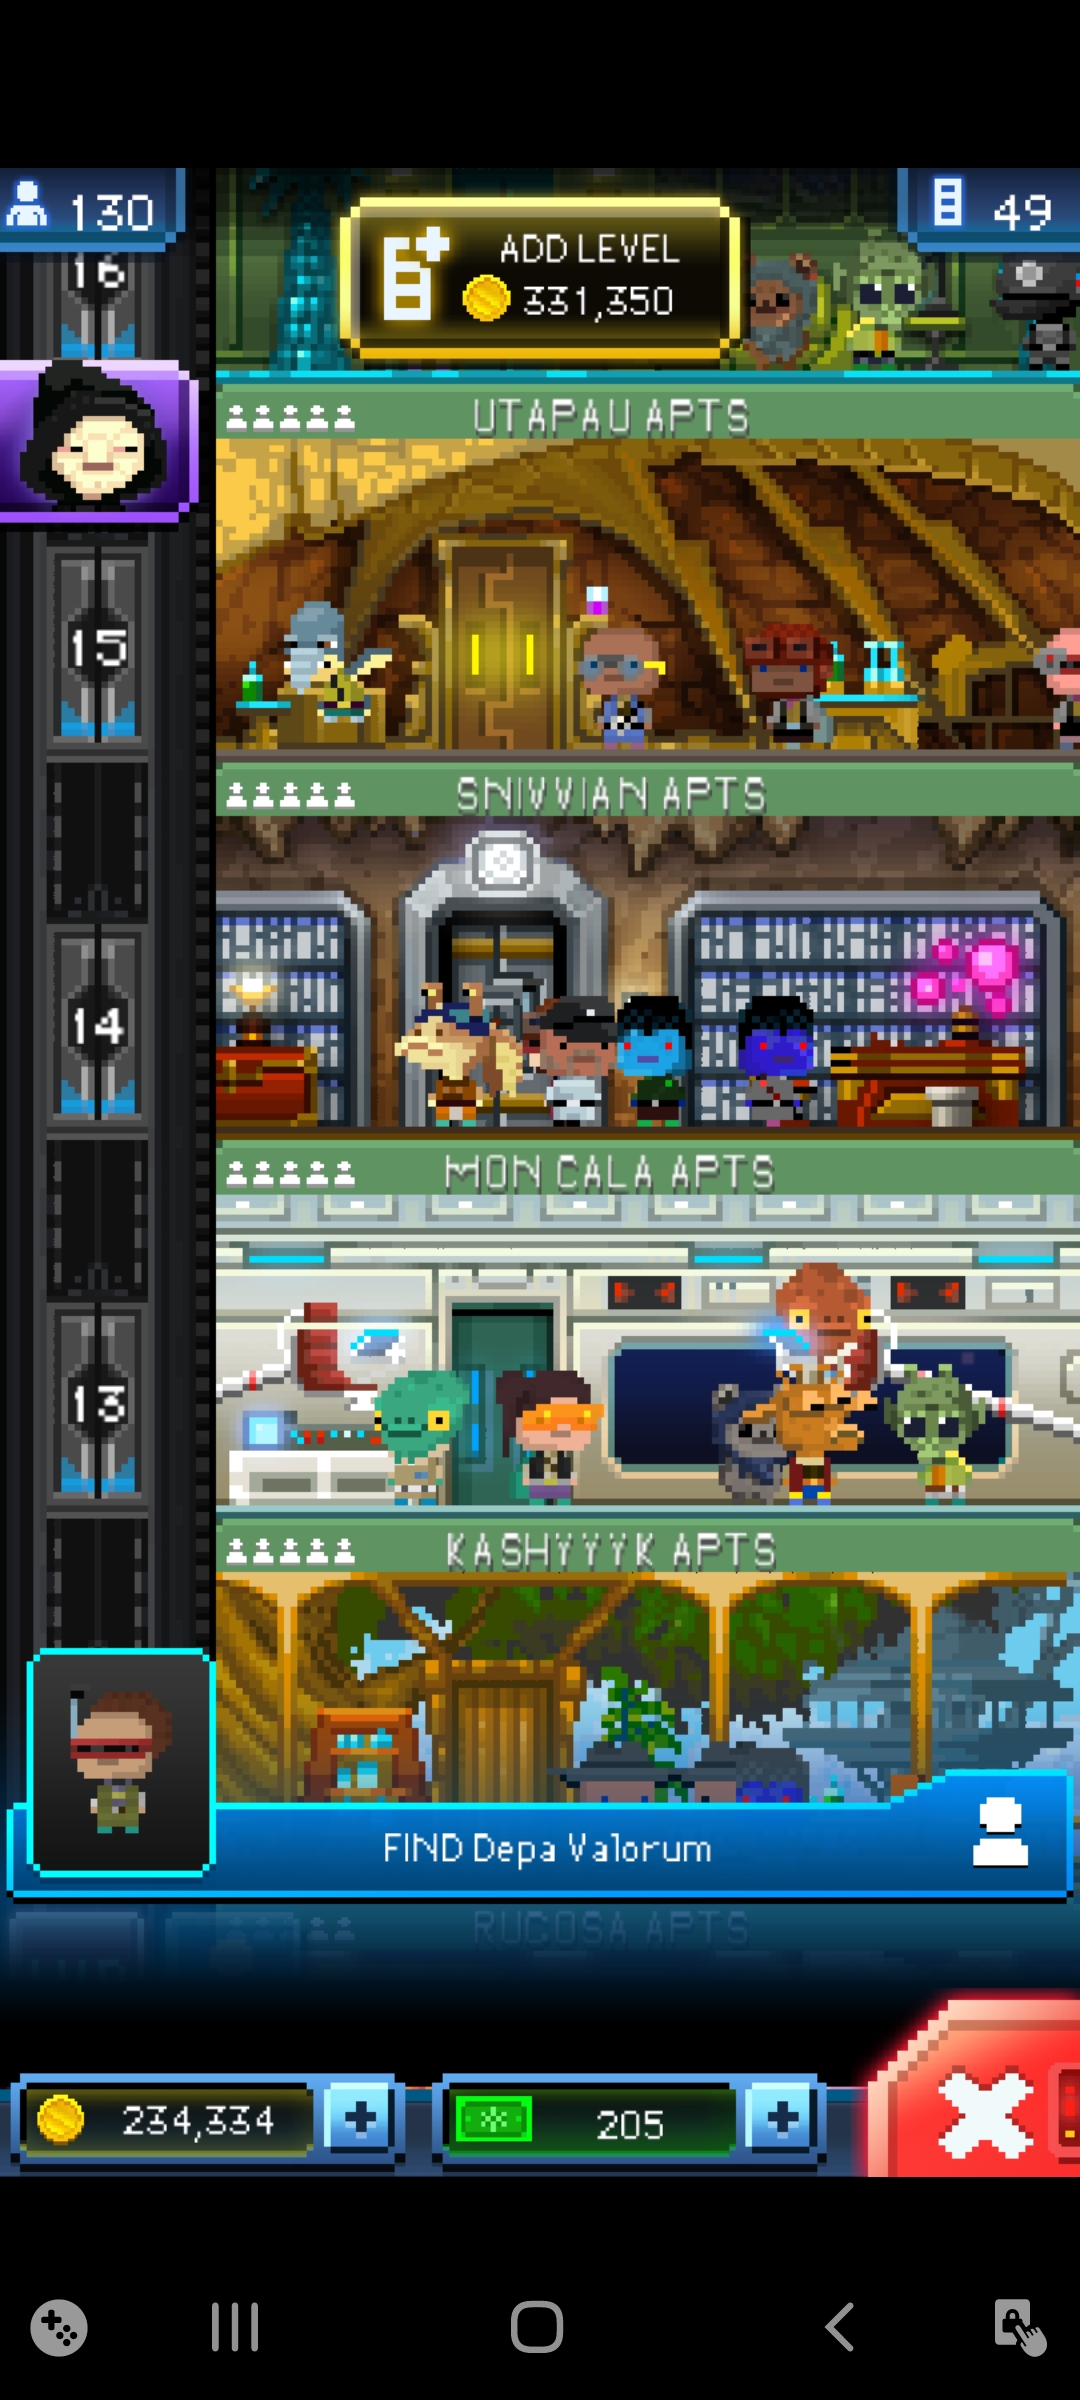 130
49
16
ADD LEVEL
331,350
UTAPAU APTS
15
SNIVVIAN APTS
14
MON CALA APTS
13
KASHYYYK APTS
FIND Depa Valorum
RUCOSA APTS
234,334
205